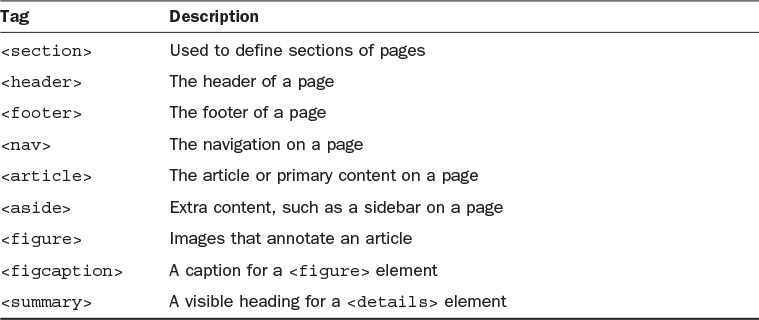 Tag Description
<section> Used to define sections of pages
<header> The header of a page
<footer> The footer of a page
<nav> The navigation on a page
<article> The article or primary content on a page
<aside> Extra content, such as a sidebar on a page
<figure> Images that annotate an article
<figcaption> A caption for a <figure> element
<summary> A visible heading for a <details> element